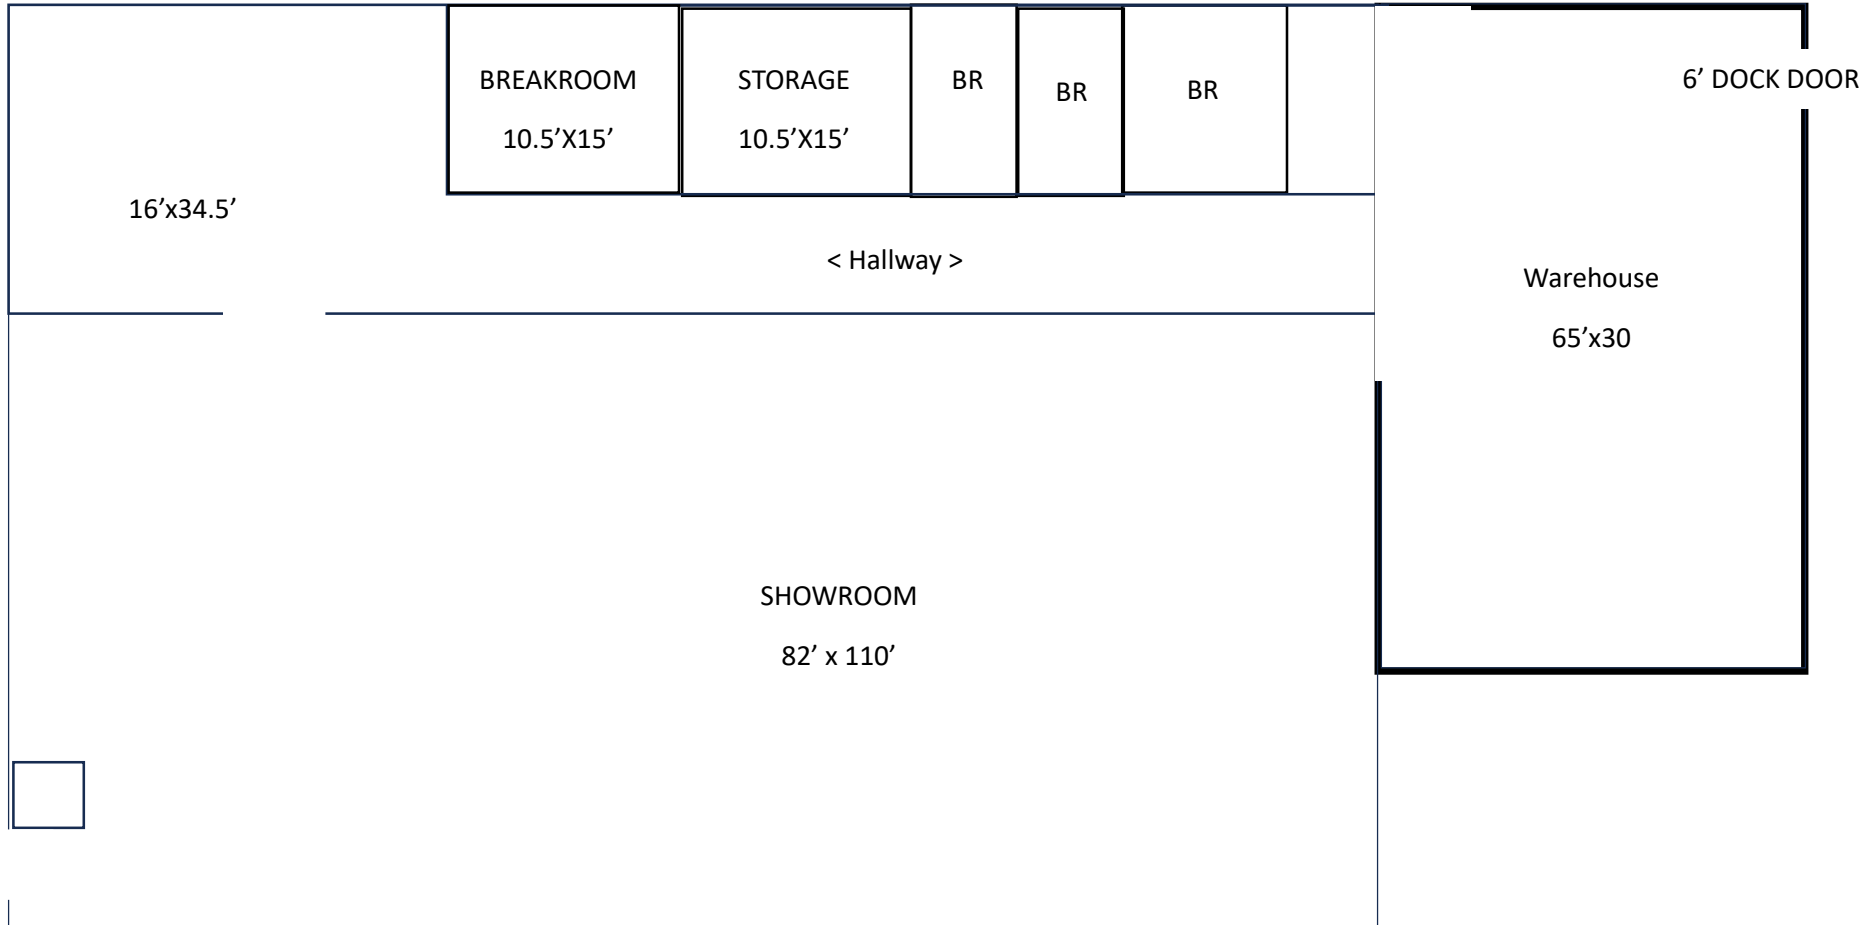 BREAKROOM
10.5’X15’
STORAGE
10.5’X15’
BR
BR
BR
6’ DOCK DOOR
16’x34.5’
< Hallway >
Warehouse
65’x30
SHOWROOM
82’ x 110’